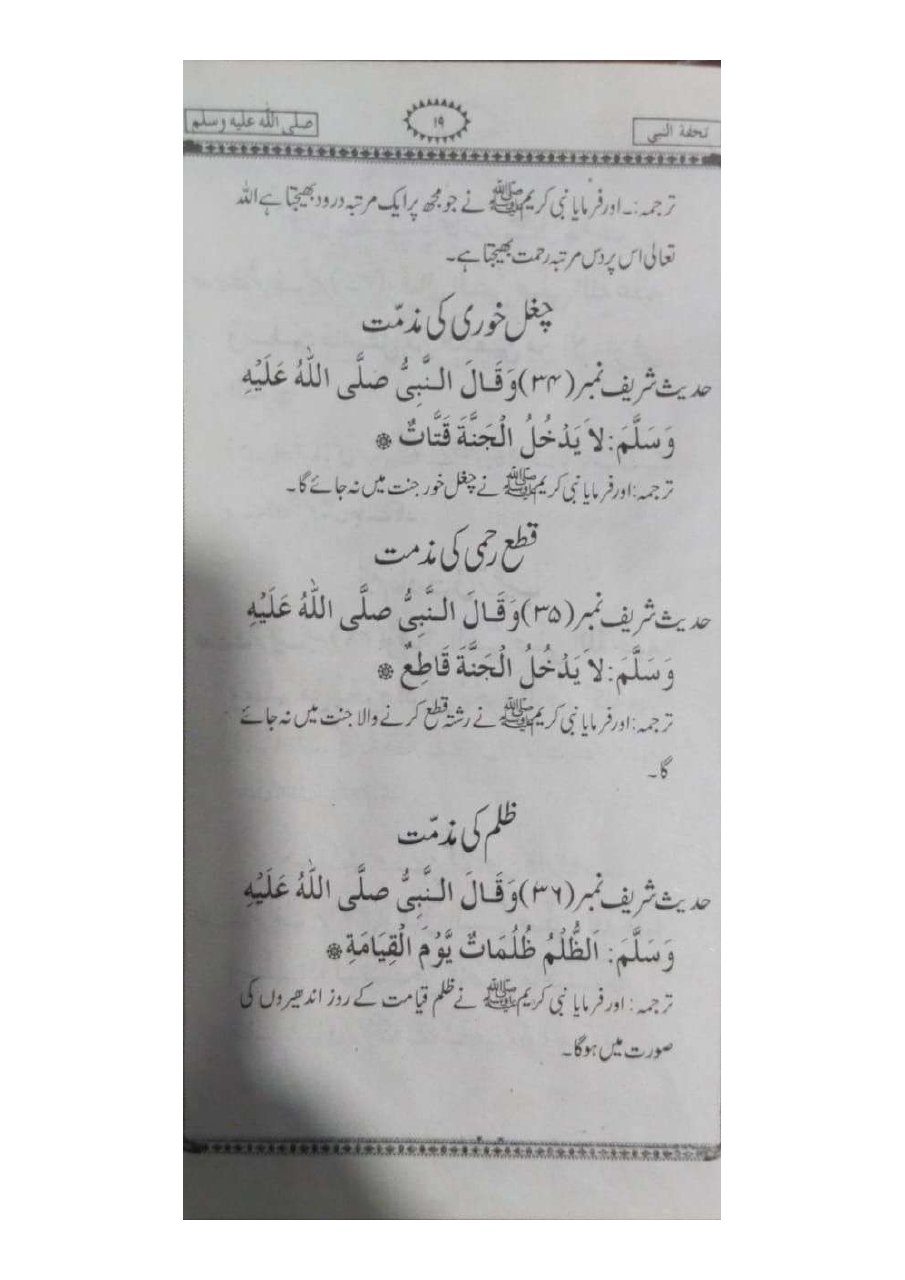 تحفۃ النبی ۱۹ صلی اللہ علیہ وسلم
ترجمہ:۔اور فرمایا نبی کریم ﷺ نے جو مجھ پر ایک مرتبہ درود بھیجتا ہے اللہ
تعالی اس پر دس مرتبہ رحمت بھیجتا ہے۔
چغل خوری کی مذمّت
حدیث شریف نمبر (۳۴) وَقَالَ النَّبِیُّ صَلَّی اللّٰہُ عَلَیْہِ
وَسَلَّمَ: لاَ یَدْخُلُ الْجَنَّةَ قَتَّاتٌ ❁
ترجمہ: اور فرمایا نبی کریم ﷺ نے چغل خور جنت میں نہ جائے گا۔
قطع رحمی کی مذمت
حدیث شریف نمبر (۳۵) وَقَالَ النَّبِیُّ صَلَّی اللّٰہُ عَلَیْہِ
وَسَلَّمَ: لاَ یَدْخُلُ الْجَنَّةَ قَاطِعٌ ❁
ترجمہ: اور فرمایا نبی کریم ﷺ نے رشتہ قطع کرنے والا جنت میں نہ جائے
گا۔
ظلم کی مذمّت
حدیث شریف نمبر (۳۶) وَقَالَ النَّبِیُّ صَلَّی اللّٰہُ عَلَیْہِ
وَسَلَّمَ: اَلظُّلْمُ ظُلُمَاتٌ یَّوْمَ الْقِیَامَةِ ❁
ترجمہ: اور فرمایا نبی کریم ﷺ نے ظلم قیامت کے روز اندھیروں کی
صورت میں ہوگا۔